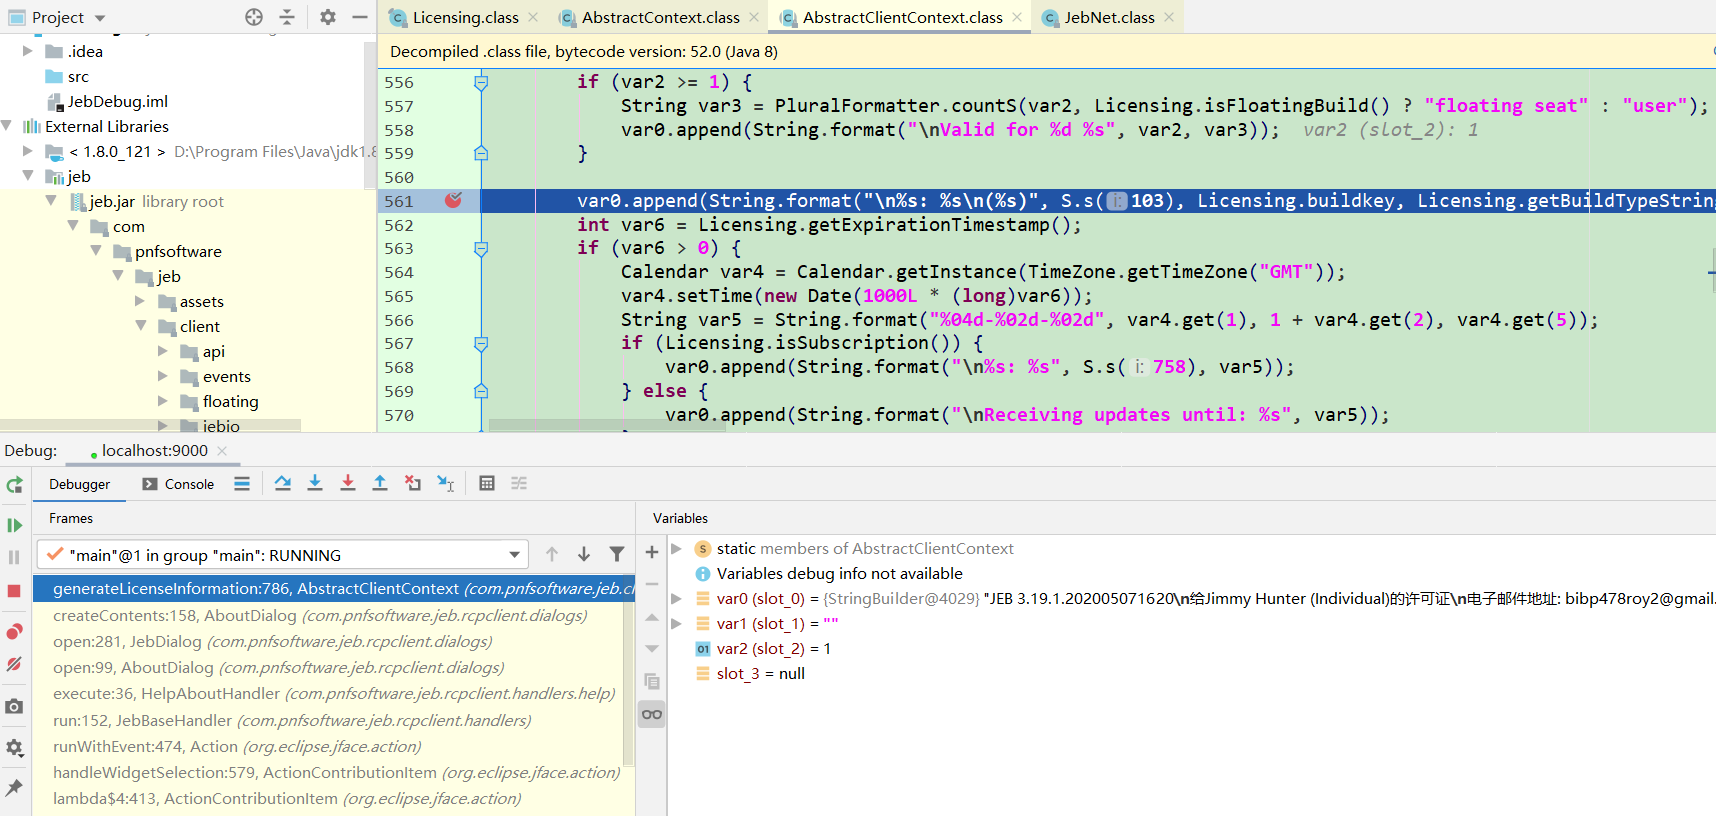 Project
Licensing.class
AbstractContext.class
AbstractClientContext.class
JebNet.class
.idea
src
JebDebug.iml
External Libraries
< 1.8.0_121 > D:\Program Files\Java\jdk1.8
jeb
jeb.jar library root
com
pnfsoftware
jeb
assets
client
api
events
floating
jebio
Decompiled .class file, bytecode version: 52.0 (Java 8)
556 if (var2 >= 1) {
557 String var3 = PluralFormatter.countS(var2, Licensing.isFloatingBuild() ? "floating seat" : "user");
558 var0.append(String.format("\nValid for %d %s", var2, var3)); var2 (slot_2): 1
559 }
560
561 var0.append(String.format("\n%s: %s\n(%s)", S.s( i: 103), Licensing.buildkey, Licensing.getBuildTypeString
562 int var6 = Licensing.getExpirationTimestamp();
563 if (var6 > 0) {
564 Calendar var4 = Calendar.getInstance(TimeZone.getTimeZone("GMT"));
565 var4.setTime(new Date(1000L * (long)var6));
566 String var5 = String.format("%04d-%02d-%02d", var4.get(1), 1 + var4.get(2), var4.get(5));
567 if (Licensing.isSubscription()) {
568 var0.append(String.format("\n%s: %s", S.s( i: 758), var5));
569 } else {
570 var0.append(String.format("\nReceiving updates until: %s", var5));
Debug: localhost:9000
Debugger
Console
Frames
Variables
"main"@1 in group "main": RUNNING
generateLicenseInformation:786, AbstractClientContext (com.pnfsoftware.jeb.cl
createContents:158, AboutDialog (com.pnfsoftware.jeb.rcpclient.dialogs)
open:281, JebDialog (com.pnfsoftware.jeb.rcpclient.dialogs)
open:99, AboutDialog (com.pnfsoftware.jeb.rcpclient.dialogs)
execute:36, HelpAboutHandler (com.pnfsoftware.jeb.rcpclient.handlers.help)
run:152, JebBaseHandler (com.pnfsoftware.jeb.rcpclient.handlers)
runWithEvent:474, Action (org.eclipse.jface.action)
handleWidgetSelection:579, ActionContributionItem (org.eclipse.jface.action)
lambda$4:413, ActionContributionItem (org.eclipse.jface.action)
static members of AbstractClientContext
Variables debug info not available
var0 (slot_0) = {StringBuilder@4029} "JEB 3.19.1.202005071620\n给Jimmy Hunter (Individual)的许可证\n电子邮件地址: bibp478roy2@gmail.
var1 (slot_1) = ""
var2 (slot_2) = 1
slot_3 = null